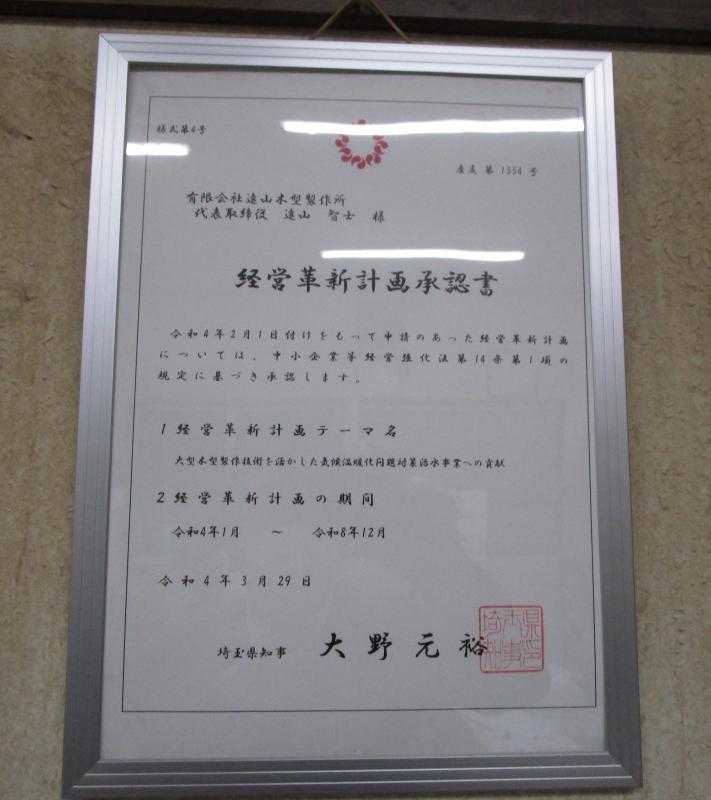 様式第4号
産支第1554号
有限会社遠山木型製作所
代表取締役 遠山 智士 様
経営革新計画承認書
令和4年2月1日付けをもって申請のあった経営革新計画
については、中小企業等経営強化法第14条第1項の
規定に基づき承認します。
1経営革新計画テーマ名
大型木型製作技術を活かした気候温暖化問題対策治水事業への貢献
2経営革新計画の期間
令和4年1月 ～ 令和8年12月
令和4年3月29日
埼玉県知事 大野元裕
埼玉県知事印